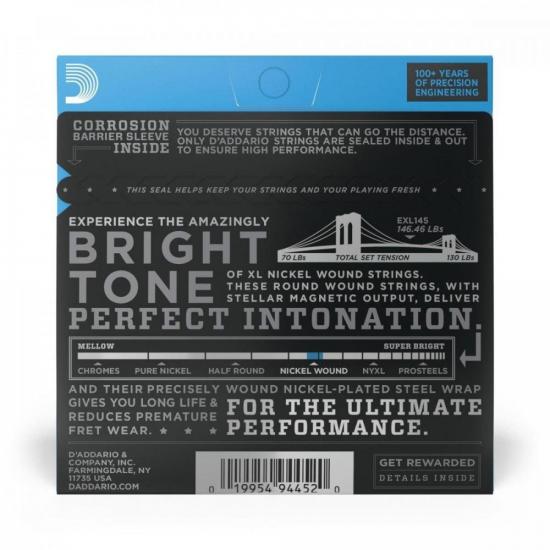 100+ YEARS
OF PRECISION
ENGINEERING
CORROSION
BARRIER SLEEVE
INSIDE
YOU DESERVE STRINGS THAT CAN GO THE DISTANCE.
ONLY D'ADDARIO STRINGS ARE SEALED INSIDE & OUT
TO ENSURE HIGH PERFORMANCE.
THIS SEAL HELPS KEEP YOUR STRINGS AND YOUR PLAYING FRESH
EXPERIENCE THE AMAZINGLY
BRIGHT
TONE
EXL145
146.46 LBs
70 LBs TOTAL SET TENSION 130 LBs
OF XL NICKEL WOUND STRINGS.
THESE ROUND WOUND STRINGS, WITH
STELLAR MAGNETIC OUTPUT, DELIVER
PERFECT INTONATION.
MELLOW SUPER BRIGHT
CHROMES PURE NICKEL HALF ROUND NICKEL WOUND NYXL PROSTEELS
AND THEIR PRECISELY WOUND NICKEL-PLATED STEEL WRAP
GIVES YOU LONG LIFE &
REDUCES PREMATURE
FRET WEAR. ★ ★ ★
FOR THE ULTIMATE
PERFORMANCE.
D'ADDARIO &
COMPANY, INC.
FARMINGDALE, NY
11735 USA
DADDARIO.COM
0 19954 94452 0
GET REWARDED
DETAILS INSIDE